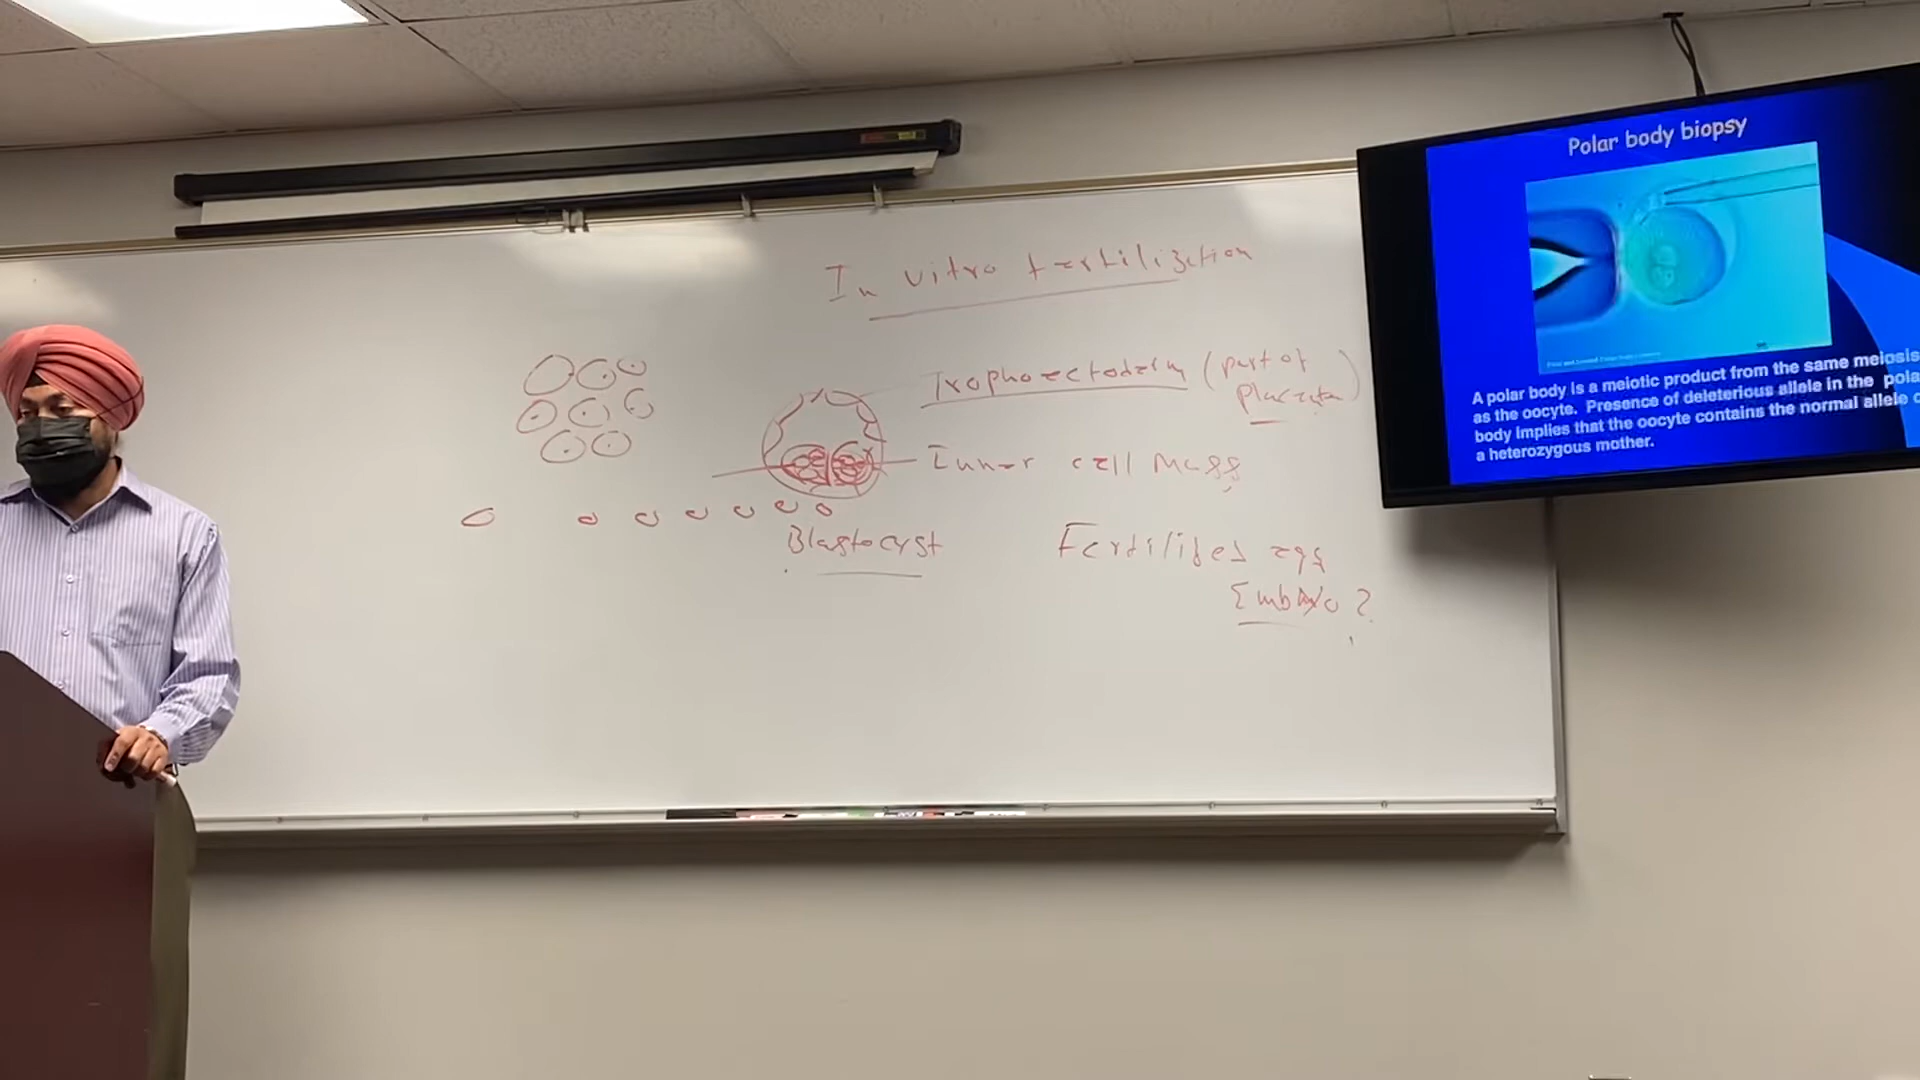 In vitro fertilization
Trophoectoderm (part of
placenta)
Inner cell mass
Blastocyst
Fertilized egg
Embryo?
Polar body biopsy
A polar body is a meiotic product from the same meiosis
as the oocyte. Presence of deleterious allele in the pola
body implies that the oocyte contains the normal allele o
a heterozygous mother.